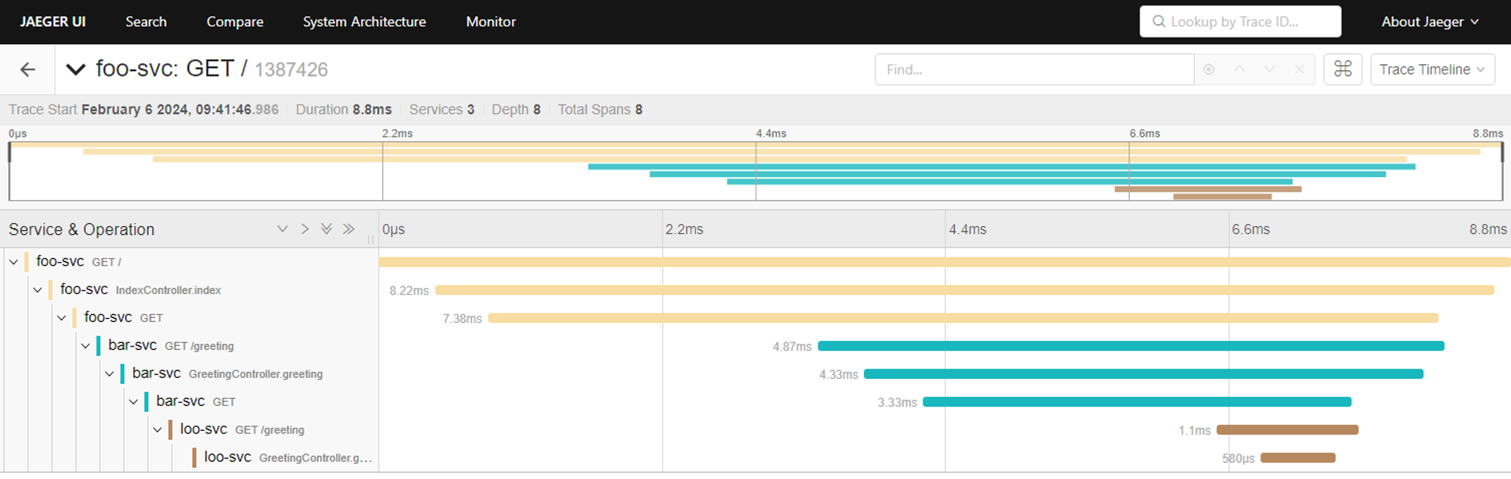 JAEGER UI Search Compare System Architecture Monitor Lookup by Trace ID... About Jaeger
foo-svc: GET / 1387426 Find... Trace Timeline
Trace Start February 6 2024, 09:41:46.986 Duration 8.8ms Services 3 Depth 8 Total Spans 8
0μs 2.2ms 4.4ms 6.6ms 8.8ms
Service & Operation 0μs 2.2ms 4.4ms 6.6ms 8.8ms
foo-svc GET /
foo-svc IndexController.index 8.22ms
foo-svc GET 7.38ms
bar-svc GET /greeting 4.87ms
bar-svc GreetingController.greeting 4.33ms
bar-svc GET 3.33ms
loo-svc GET /greeting 1.1ms
loo-svc GreetingController.g... 580μs